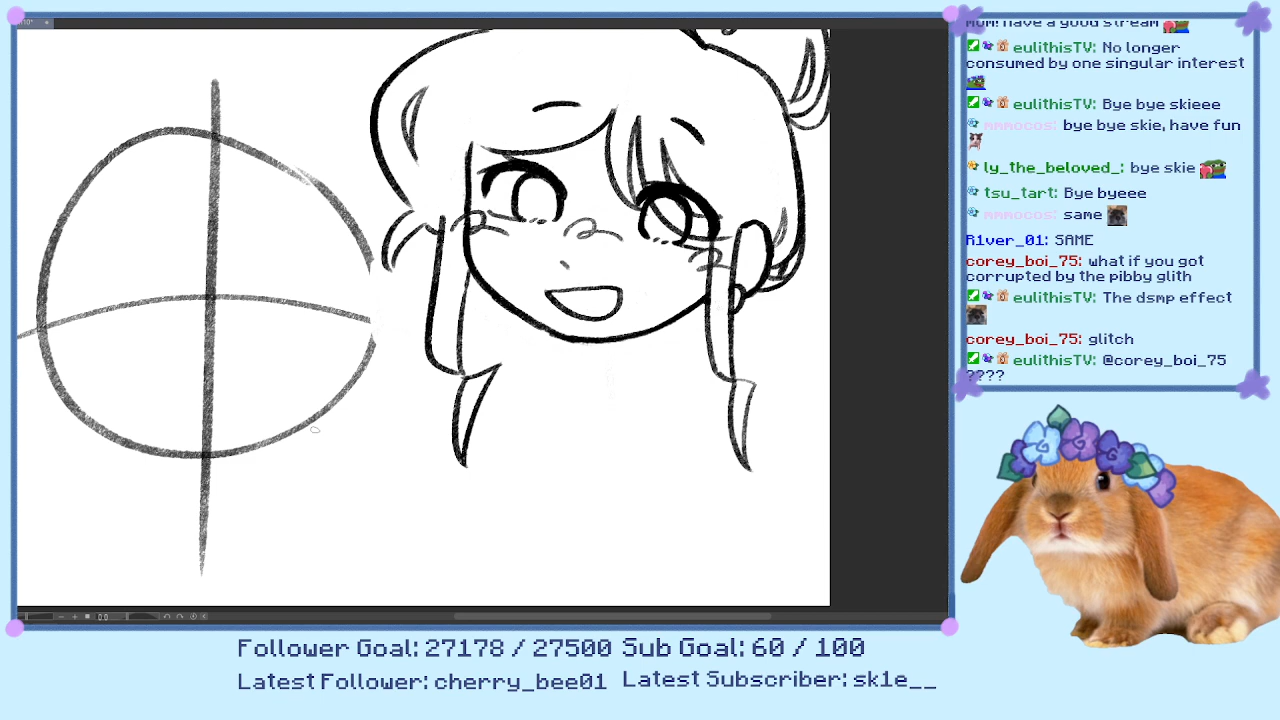 mom! have a good stream
eulithisTV: No longer
consumed by one singular interest
eulithisTV: Bye bye skieee
mmmocos: bye bye skie, have fun
ly_the_beloved_: bye skie
tsu_tart: Bye byeee
mmmocos: same
R1ver_01: SAME
corey_boi_75: what if you got
corrupted by the pibby glith
eulithisTV: The dsmp effect
corey_boi_75: glitch
eulithisTV: @corey_boi_75
????
Follower Goal: 27178 / 27500 Sub Goal: 60 / 100
Latest Follower: cherry_bee01 Latest Subscriber: sk1e__